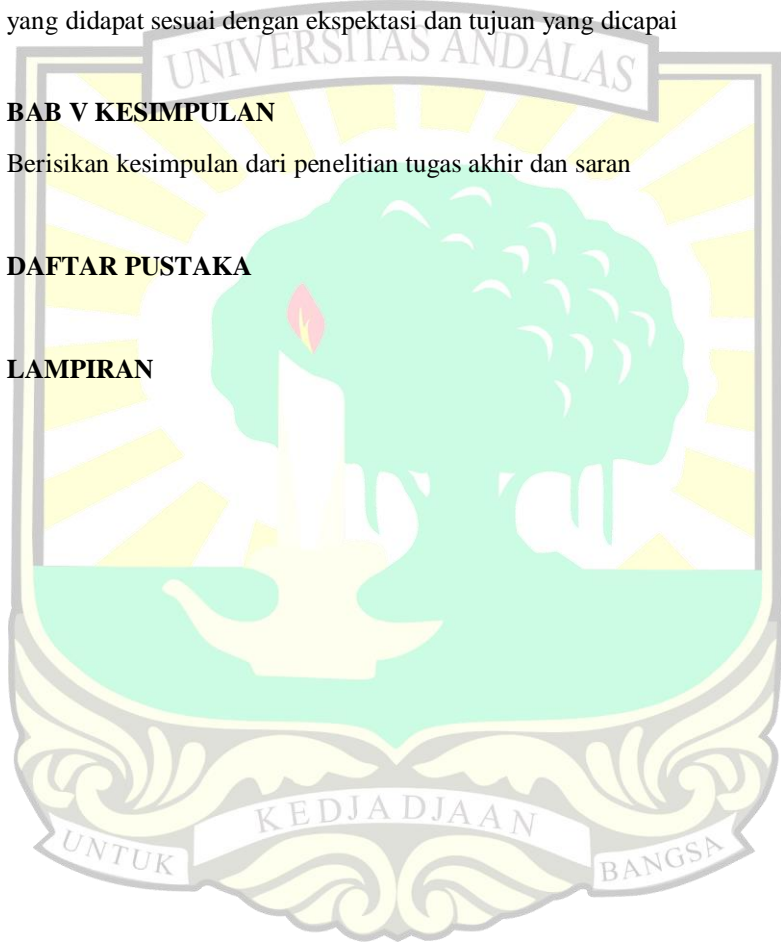 yang didapat sesuai dengan ekspektasi dan tujuan yang dicapai
UNIVERSITAS ANDALAS
BAB V KESIMPULAN
Berisikan kesimpulan dari penelitian tugas akhir dan saran
DAFTAR PUSTAKA
LAMPIRAN
UNTUK KEDJADJAAN BANGSA